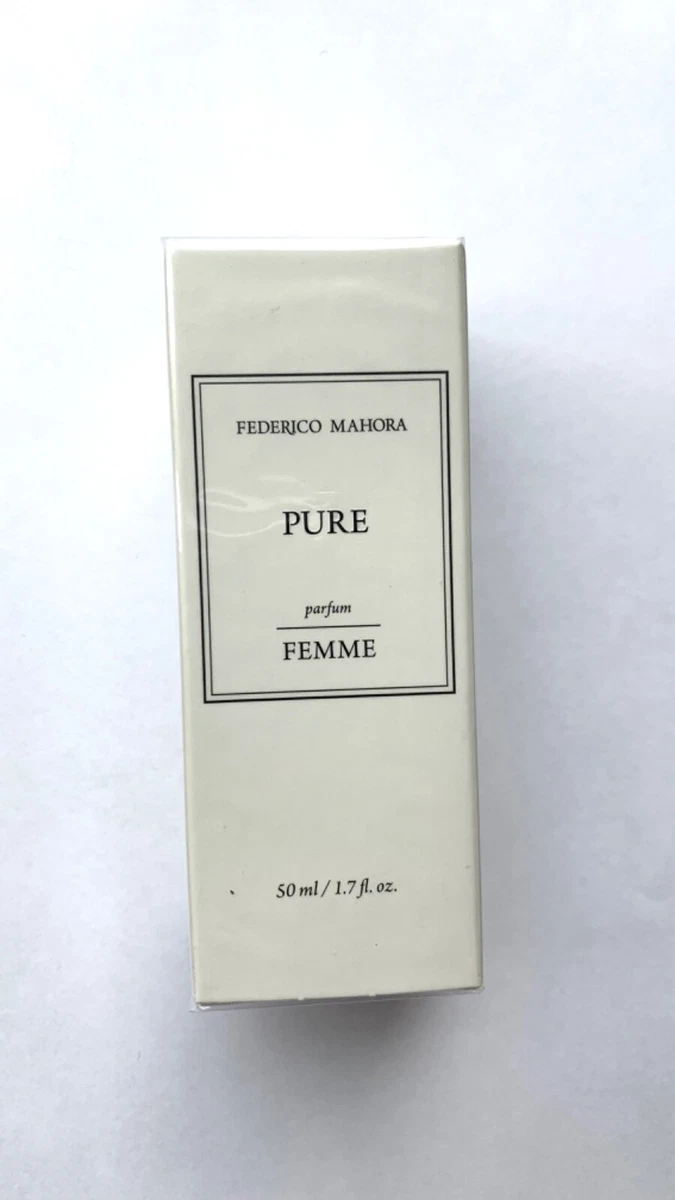 FEDERICO MAHORA
PURE
parfum
FEMME
50 ml / 1.7 fl. oz.